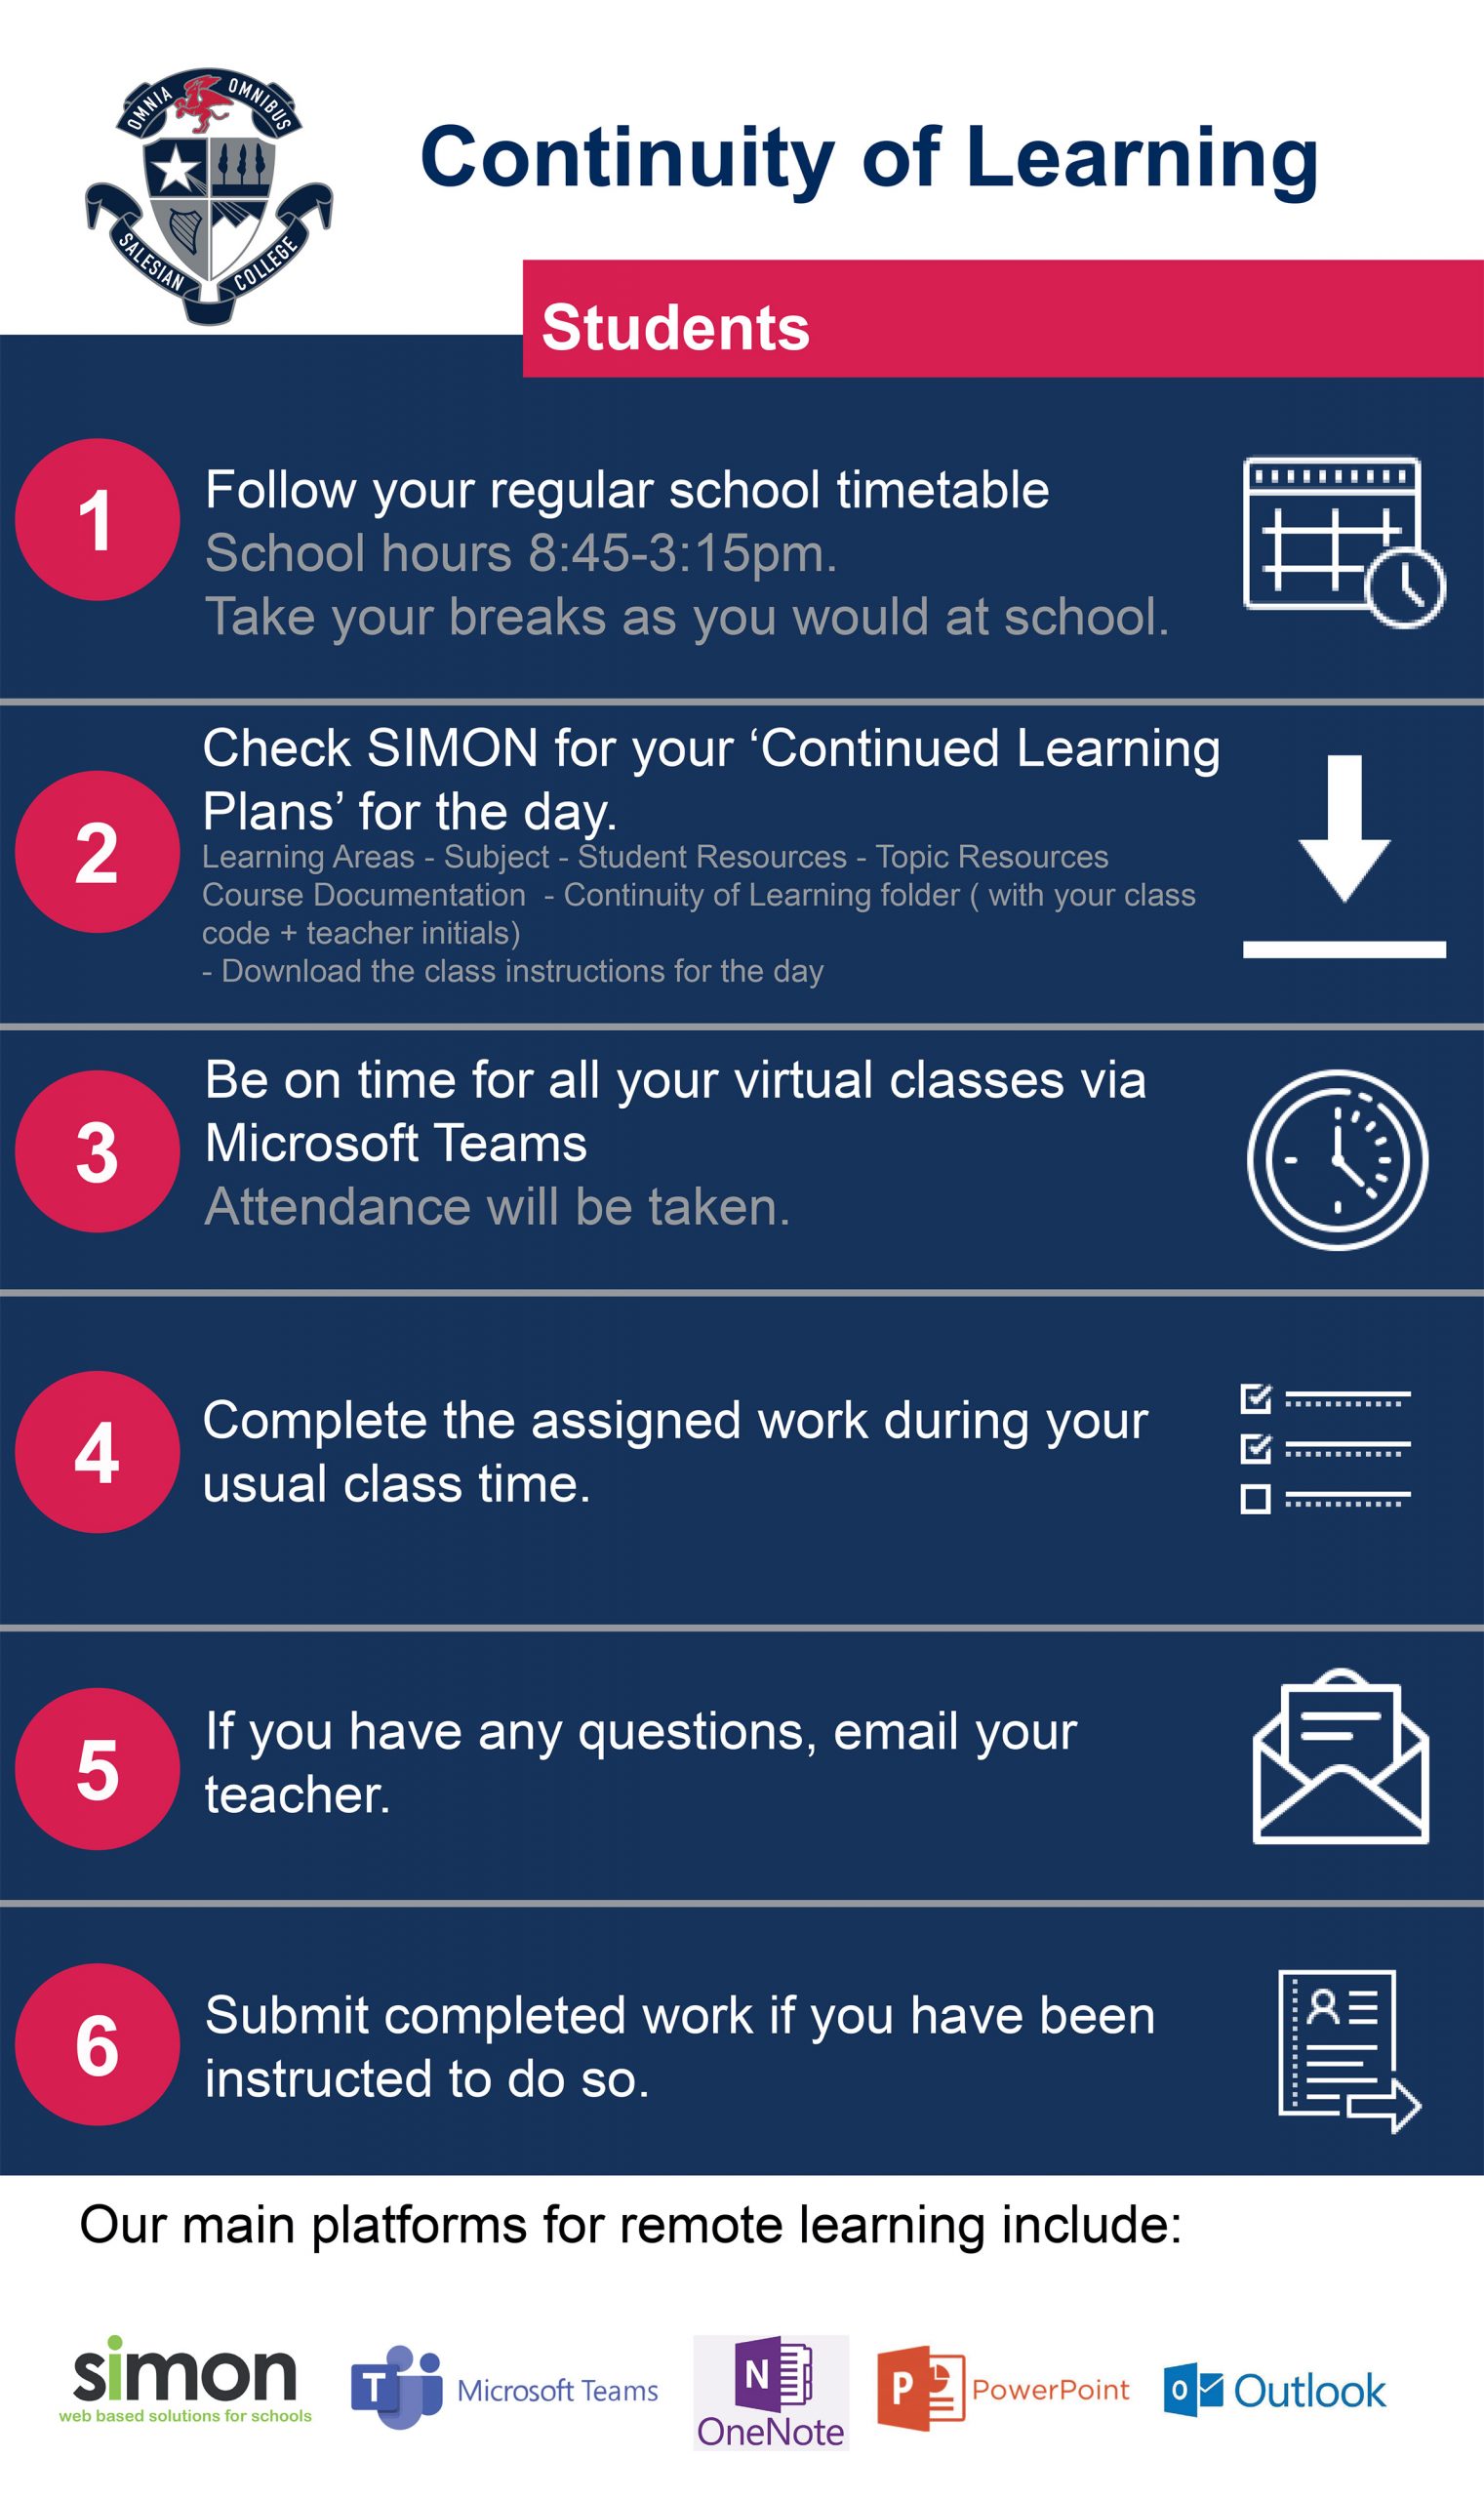 OMNIA OMNIBUS
SALESIAN COLLEGE
Continuity of Learning
Students
1
Follow your regular school timetable
School hours 8:45-3:15pm.
Take your breaks as you would at school.
2
Check SIMON for your ‘Continued Learning
Plans’ for the day.
Learning Areas - Subject - Student Resources - Topic Resources
Course Documentation  - Continuity of Learning folder ( with your class
code + teacher initials)
- Download the class instructions for the day
3
Be on time for all your virtual classes via
Microsoft Teams
Attendance will be taken.
4
Complete the assigned work during your
usual class time.
5
If you have any questions, email your
teacher.
6
Submit completed work if you have been
instructed to do so.
Our main platforms for remote learning include:
simon
web based solutions for schools
T
Microsoft Teams
N
OneNote
P
PowerPoint
O
Outlook